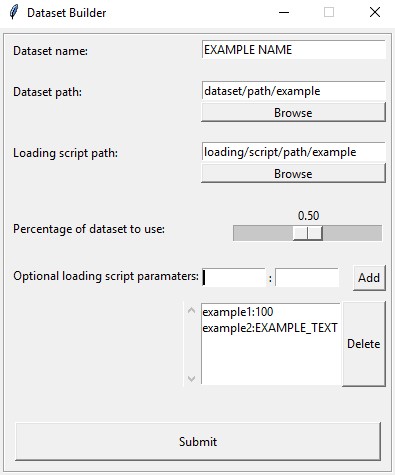 Dataset Builder
Dataset name:
EXAMPLE NAME
Dataset path:
dataset/path/example
Browse
Loading script path:
loading/script/path/example
Browse
0.50
Percentage of dataset to use:
Optional loading script paramaters:
:
Add
example1:100
example2:EXAMPLE_TEXT
Delete
Submit